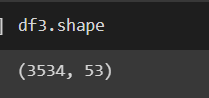 ] df3.shape
(3534, 53)